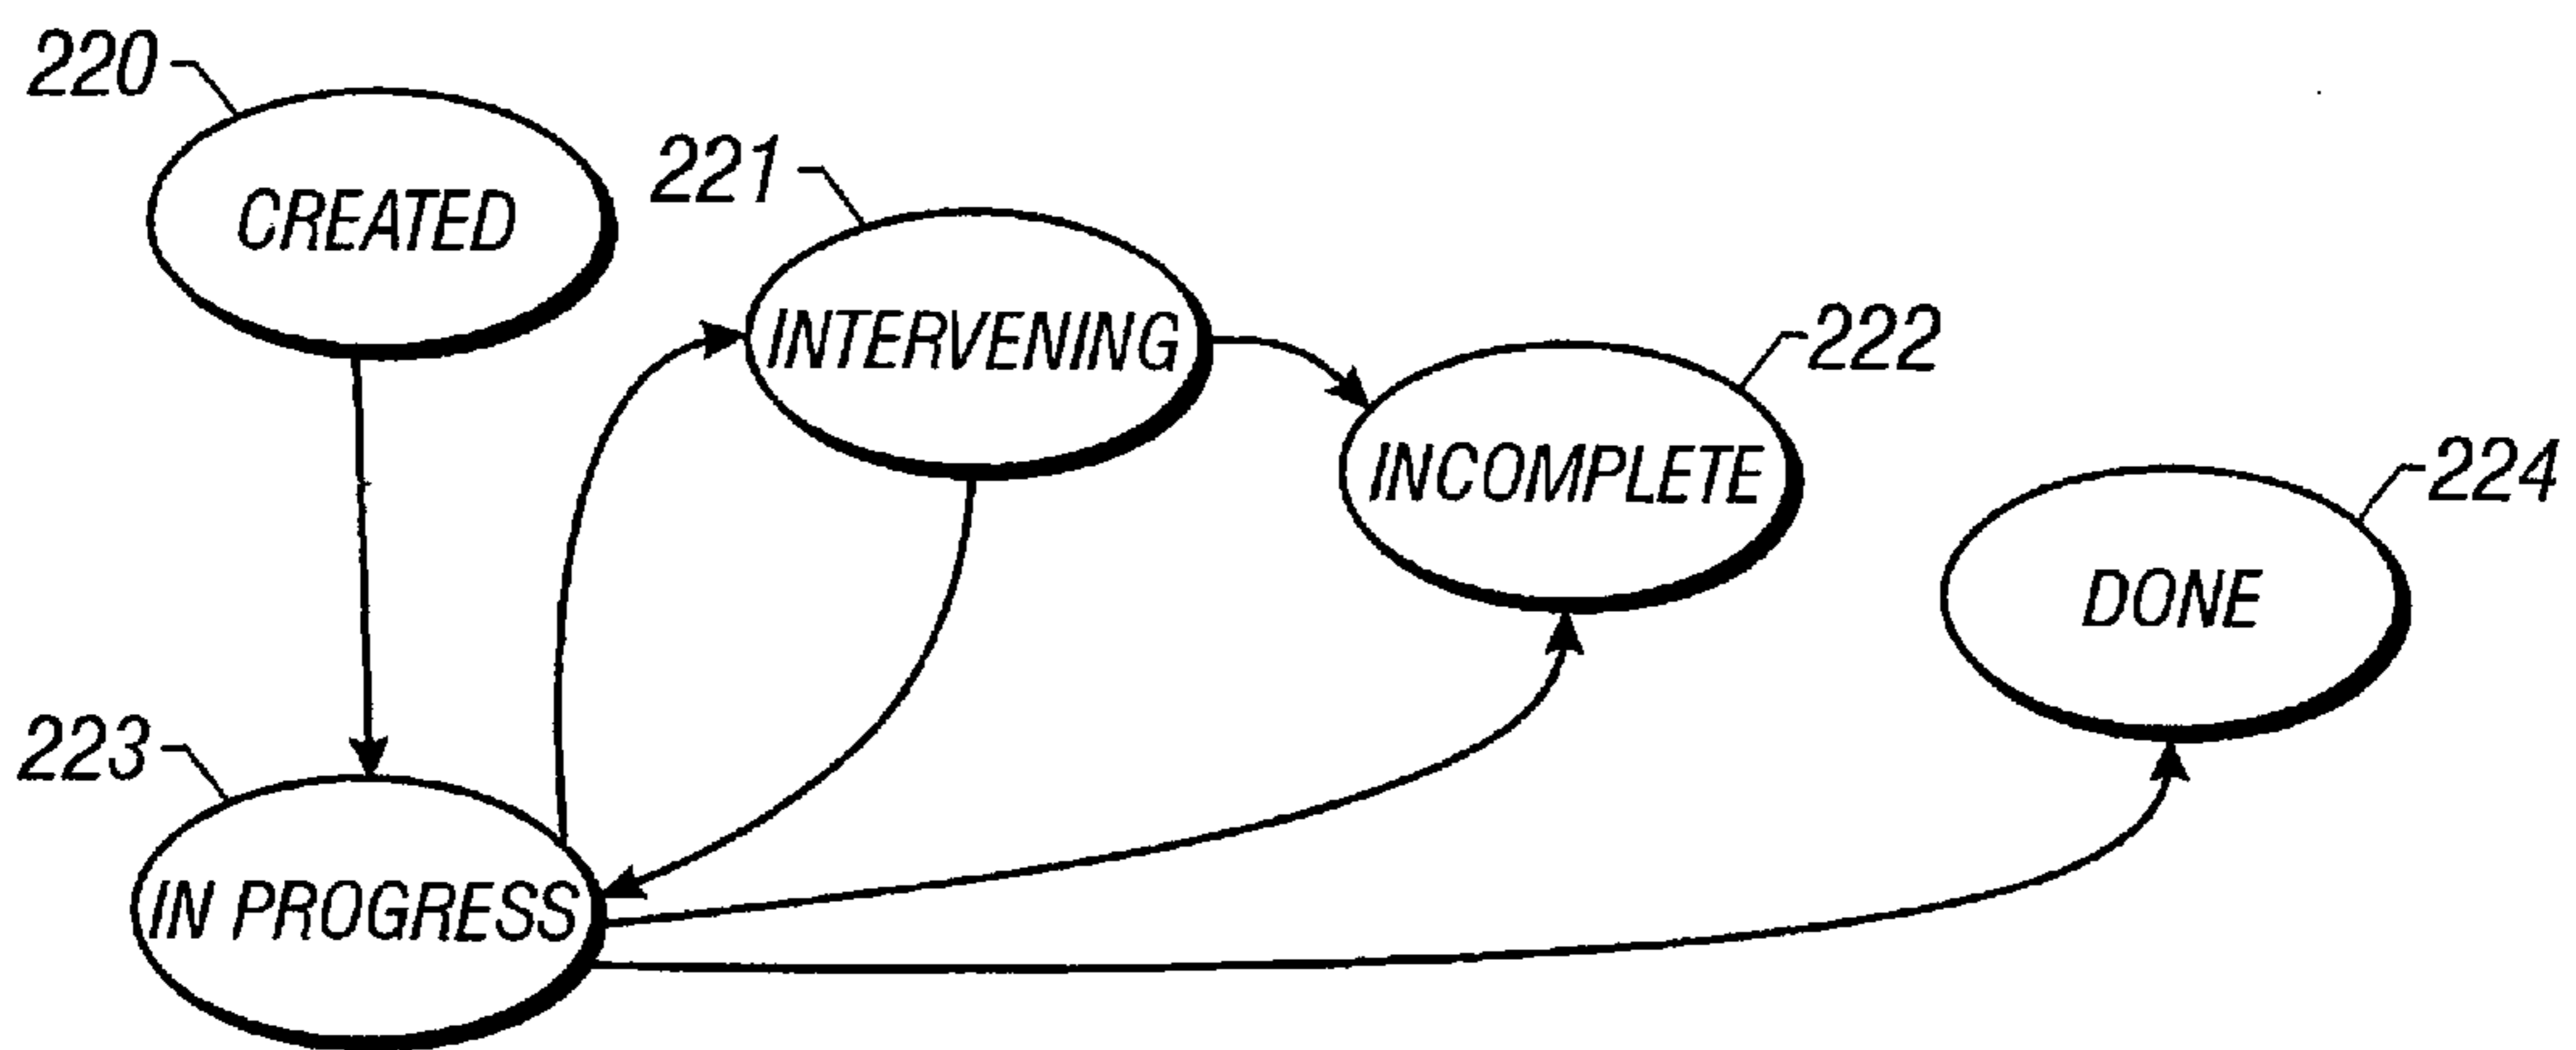 220
CREATED
221
INTERVENING
222
INCOMPLETE
224
DONE
223
IN PROGRESS